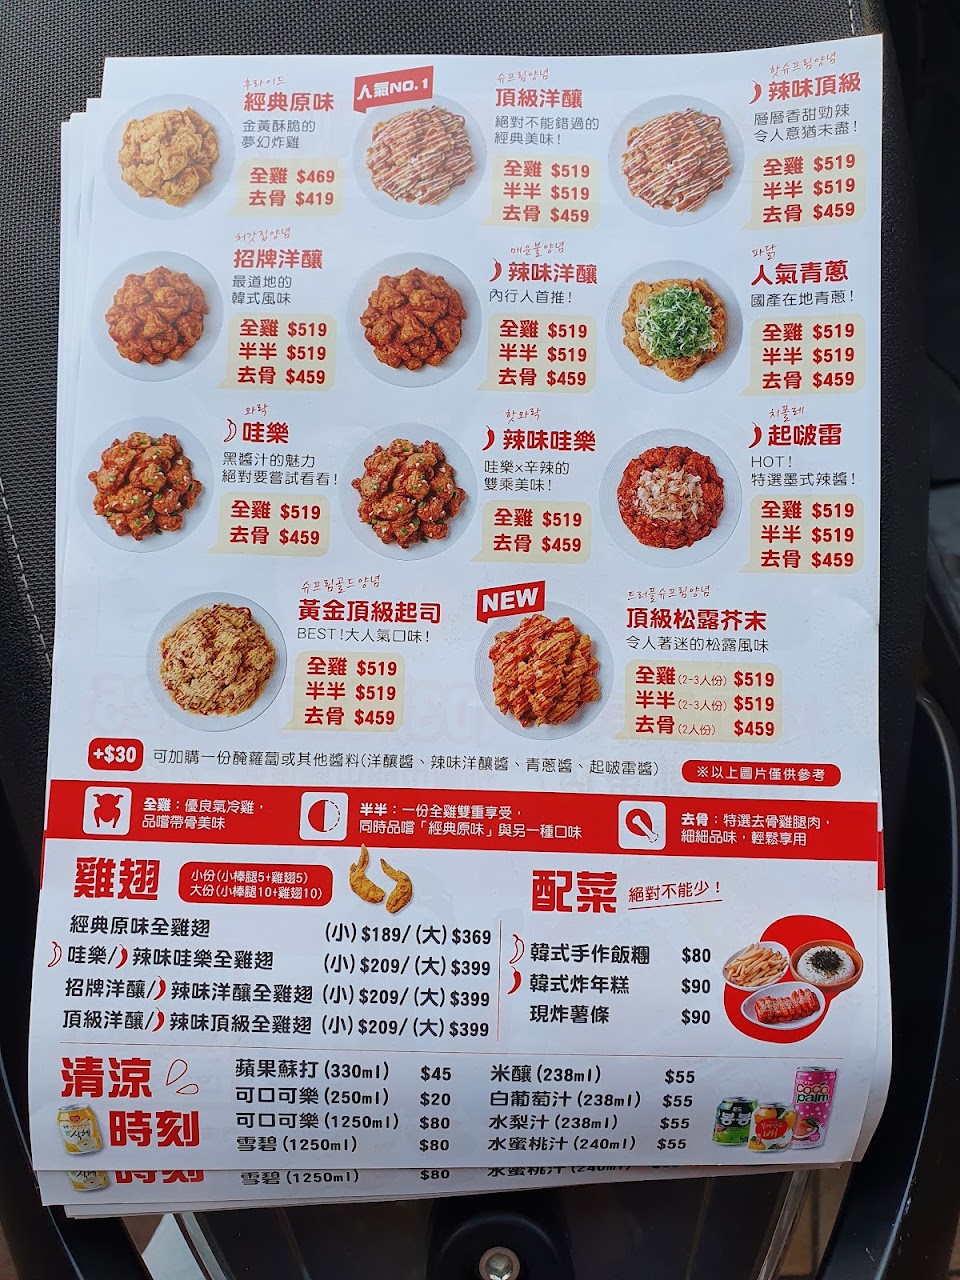 후라이드
經典原味
金黃酥脆的
夢幻炸雞
全雞 $469
去骨 $419
人氣NO.1
슈프림양념
頂級洋釀
絕對不能錯過的
經典美味!
全雞 $519
半半 $519
去骨 $459
핫슈프림양념
辣味頂級
層層香甜勁辣
令人意猶未盡!
全雞 $519
半半 $519
去骨 $459
처갓집양념
招牌洋釀
最道地的
韓式風味
全雞 $519
半半 $519
去骨 $459
매운불양념
辣味洋釀
內行人首推!
全雞 $519
半半 $519
去骨 $459
파닭
人氣青蔥
國產在地青蔥!
全雞 $519
半半 $519
去骨 $459
와락
哇樂
黑醬汁的魅力
絕對要嘗試看看!
全雞 $519
去骨 $459
핫와락
辣味哇樂
哇樂x辛辣的
雙乘美味!
全雞 $519
去骨 $459
치폴레
起啵雷
HOT!
特選墨式辣醬!
全雞 $519
半半 $519
去骨 $459
슈프림골드양념
黃金頂級起司
BEST!大人氣口味!
全雞 $519
半半 $519
去骨 $459
NEW
트러플슈프림양념
頂級松露芥末
令人著迷的松露風味
全雞(2-3人份) $519
半半(2-3人份) $519
去骨(2人份) $459
+$30 可加購一份醃蘿蔔或其他醬料(洋釀醬、辣味洋釀醬、青蔥醬、起啵雷醬)
※以上圖片僅供參考
全雞：優良氣冷雞，
品嚐帶骨美味
半半：一份全雞雙重享受，
同時品嚐「經典原味」與另一種口味
去骨：特選去骨雞腿肉，
細細品味，輕鬆享用
雞翅
小份(小棒腿5+雞翅5)
大份(小棒腿10+雞翅10)
經典原味全雞翅 (小)$189/(大)$369
哇樂/辣味哇樂全雞翅 (小)$209/(大)$399
招牌洋釀/辣味洋釀全雞翅 (小)$209/(大)$399
頂級洋釀/辣味頂級全雞翅 (小)$209/(大)$399
配菜 絕對不能少!
韓式手作飯糰 $80
韓式炸年糕 $90
現炸薯條 $90
清涼
時刻
蘋果蘇打(330ml) $45
可口可樂(250ml) $20
可口可樂(1250ml) $80
雪碧(1250ml) $80
米釀(238ml) $55
白葡萄汁(238ml) $55
水梨汁(238ml) $55
水蜜桃汁(240ml) $55
CoCo
palm
時刻
雪碧(1250ml) $80
水蜜桃汁(240ml)